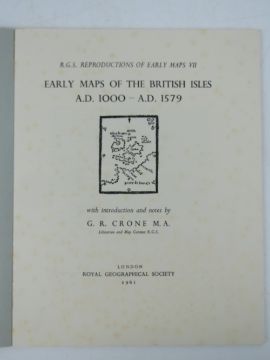 R.G.S. REPRODUCTIONS OF EARLY MAPS VII
EARLY MAPS OF THE BRITISH ISLES
A.D. 1000 – A.D. 1579
with introduction and notes by
G. R. CRONE M.A.
Librarian and Map Curator R.G.S.
LONDON
ROYAL GEOGRAPHICAL SOCIETY
1961